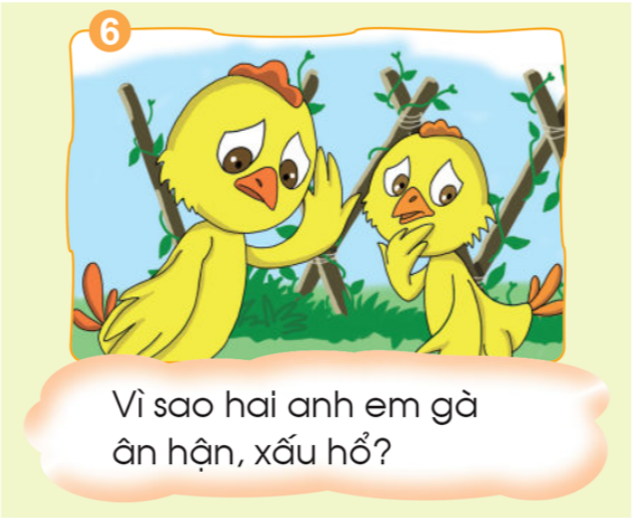 6
Vì sao hai anh em gà
ân hận, xấu hổ?